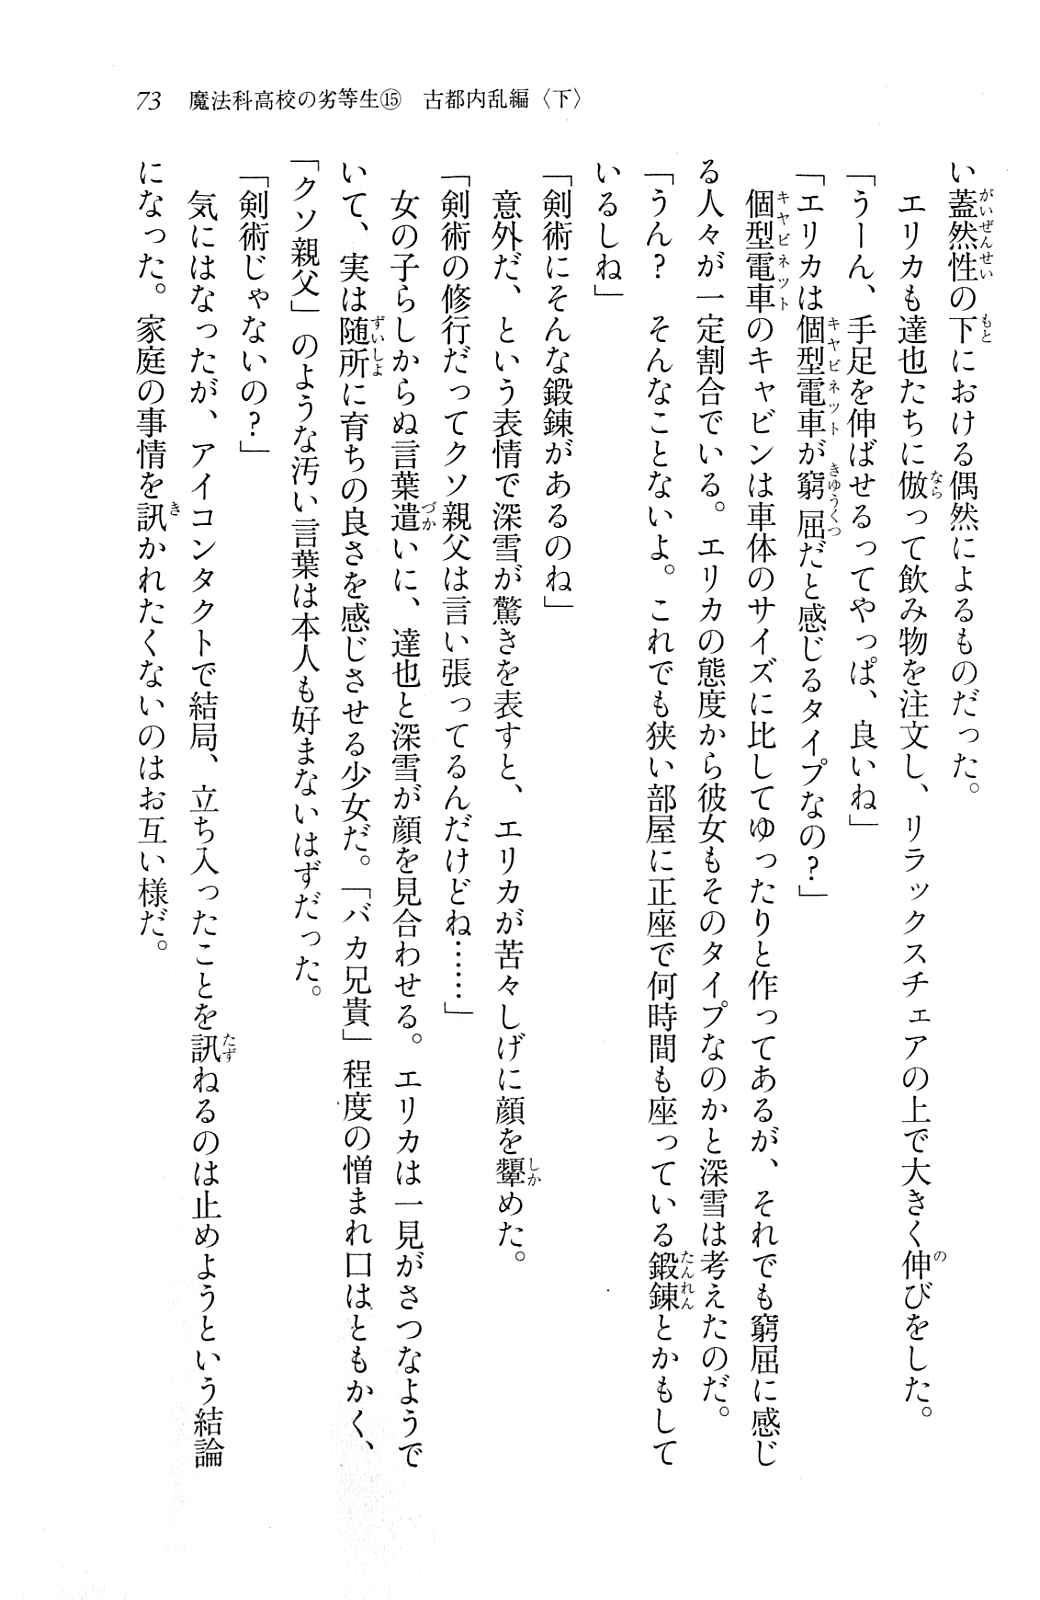 73　魔法科高校の劣等生⑮　古都内乱編〈下〉
い蓋然性の下における偶然によるものだった。
　エリカも達也たちに倣って飲み物を注文し、リラックスチェアの上で大きく伸びをした。
「うーん、手足を伸ばせるってやっぱ、良いね」
「エリカは個型電車が窮屈だと感じるタイプなの？」
　個型電車のキャビンは車体のサイズに比してゆったりと作ってあるが、それでも窮屈に感じ
る人々が一定割合でいる。エリカの態度から彼女もそのタイプなのかと深雪は考えたのだ。
「うん？　そんなことないよ。これでも狭い部屋に正座で何時間も座っている鍛錬とかもして
いるしね」
「剣術にそんな鍛錬があるのね」
　意外だ、という表情で深雪が驚きを表すと、エリカが苦々しげに顔を顰めた。
「剣術の修行だってクソ親父は言い張ってるんだけどね……」
　女の子らしからぬ言葉遣いに、達也と深雪が顔を見合わせる。エリカは一見がさつなようで
いて、実は随所に育ちの良さを感じさせる少女だ。「バカ兄貴」程度の憎まれ口はともかく、
「クソ親父」のような汚い言葉は本人も好まないはずだった。
「剣術じゃないの？」
　気にはなったが、アイコンタクトで結局、立ち入ったことを訊ねるのは止めようという結論
になった。家庭の事情を訊かれたくないのはお互い様だ。